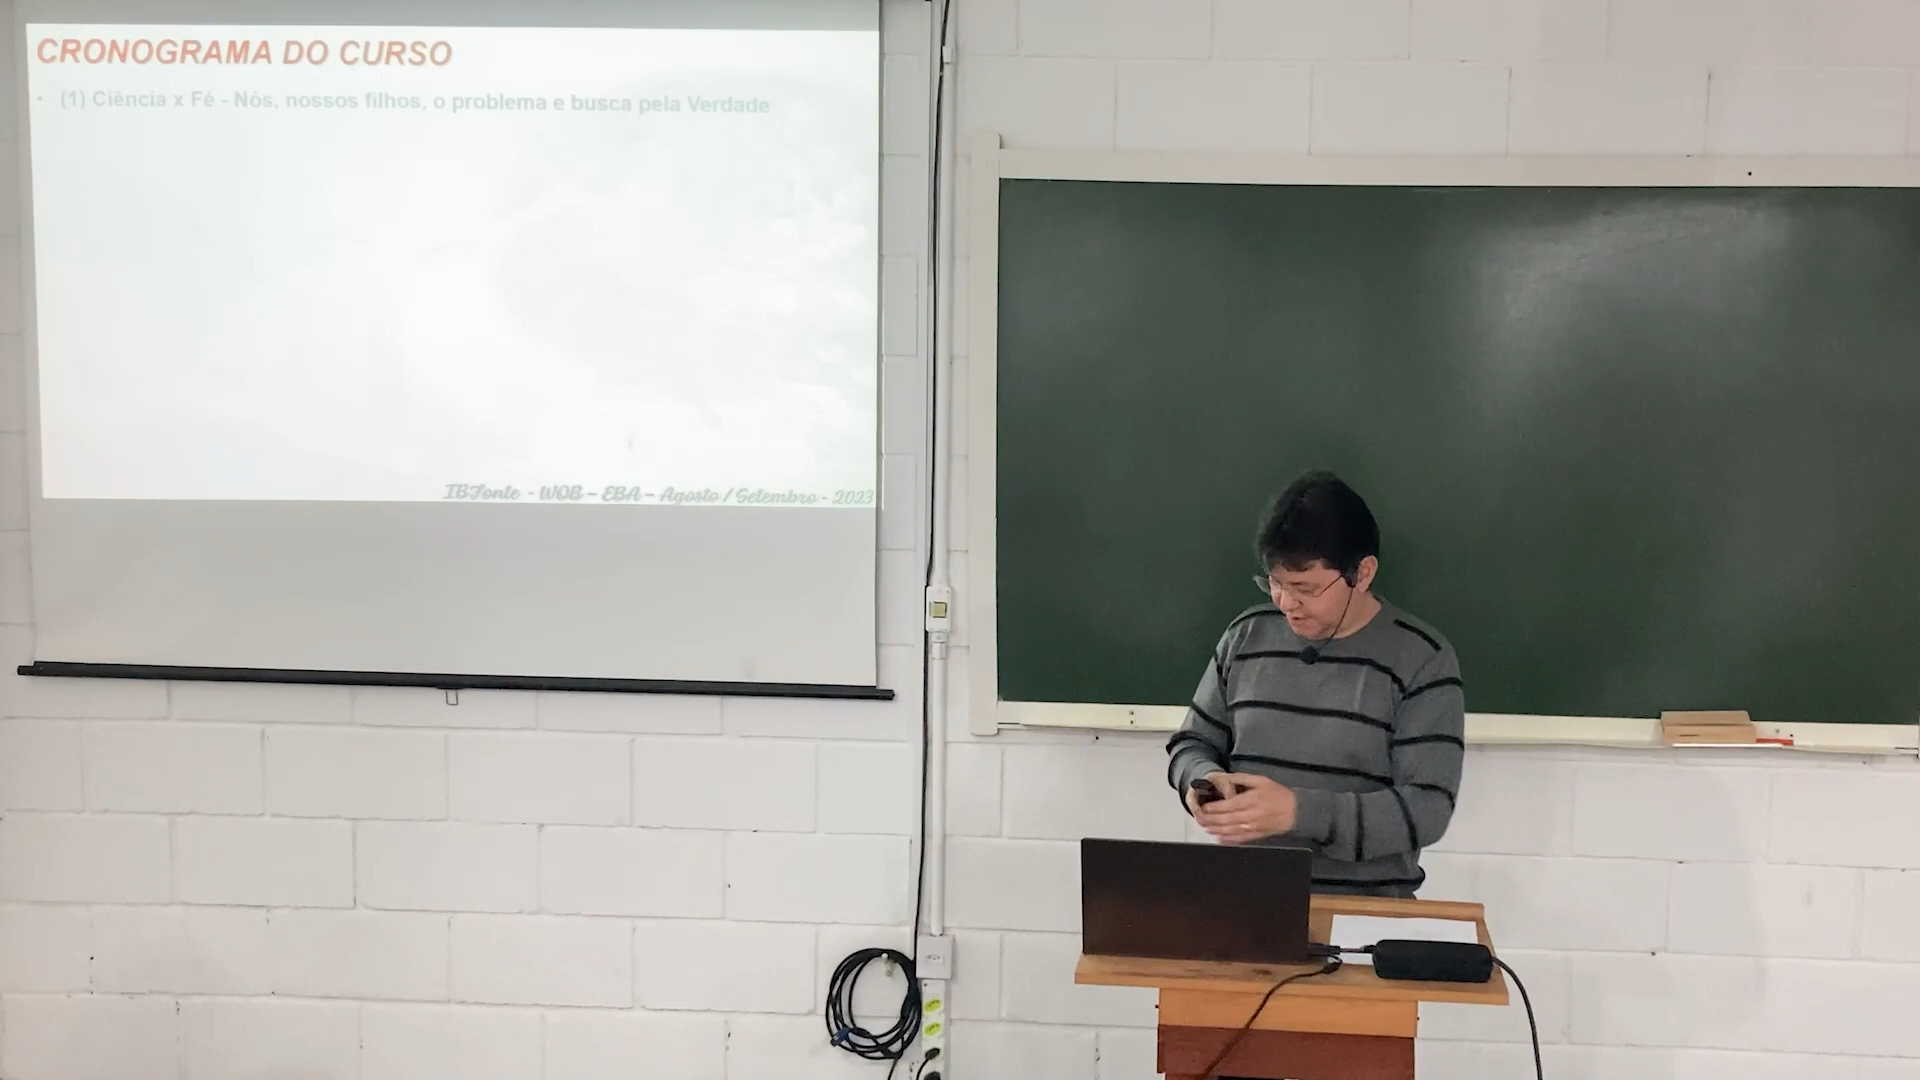 CRONOGRAMA DO CURSO
• (1) Ciência x Fé - Nós, nossos filhos, o problema e busca pela Verdade
IBFonte - WOB – EBA – Agosto / Setembro - 2023